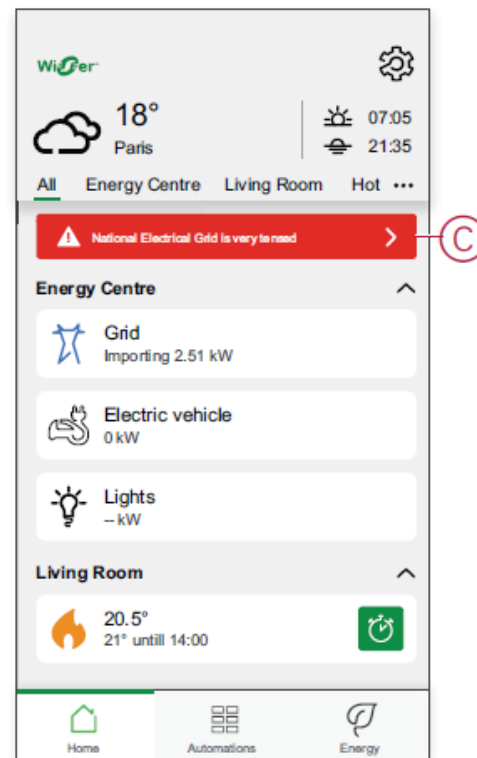 Wiser
18°
Paris
07:05
21:35
All Energy Centre Living Room Hot •••
National Electrical Grid is very tensed
C
Energy Centre
Grid
Importing 2.51 kW
Electric vehicle
0 kW
Lights
-- kW
Living Room
20.5°
21° untill 14:00
Home Automations Energy